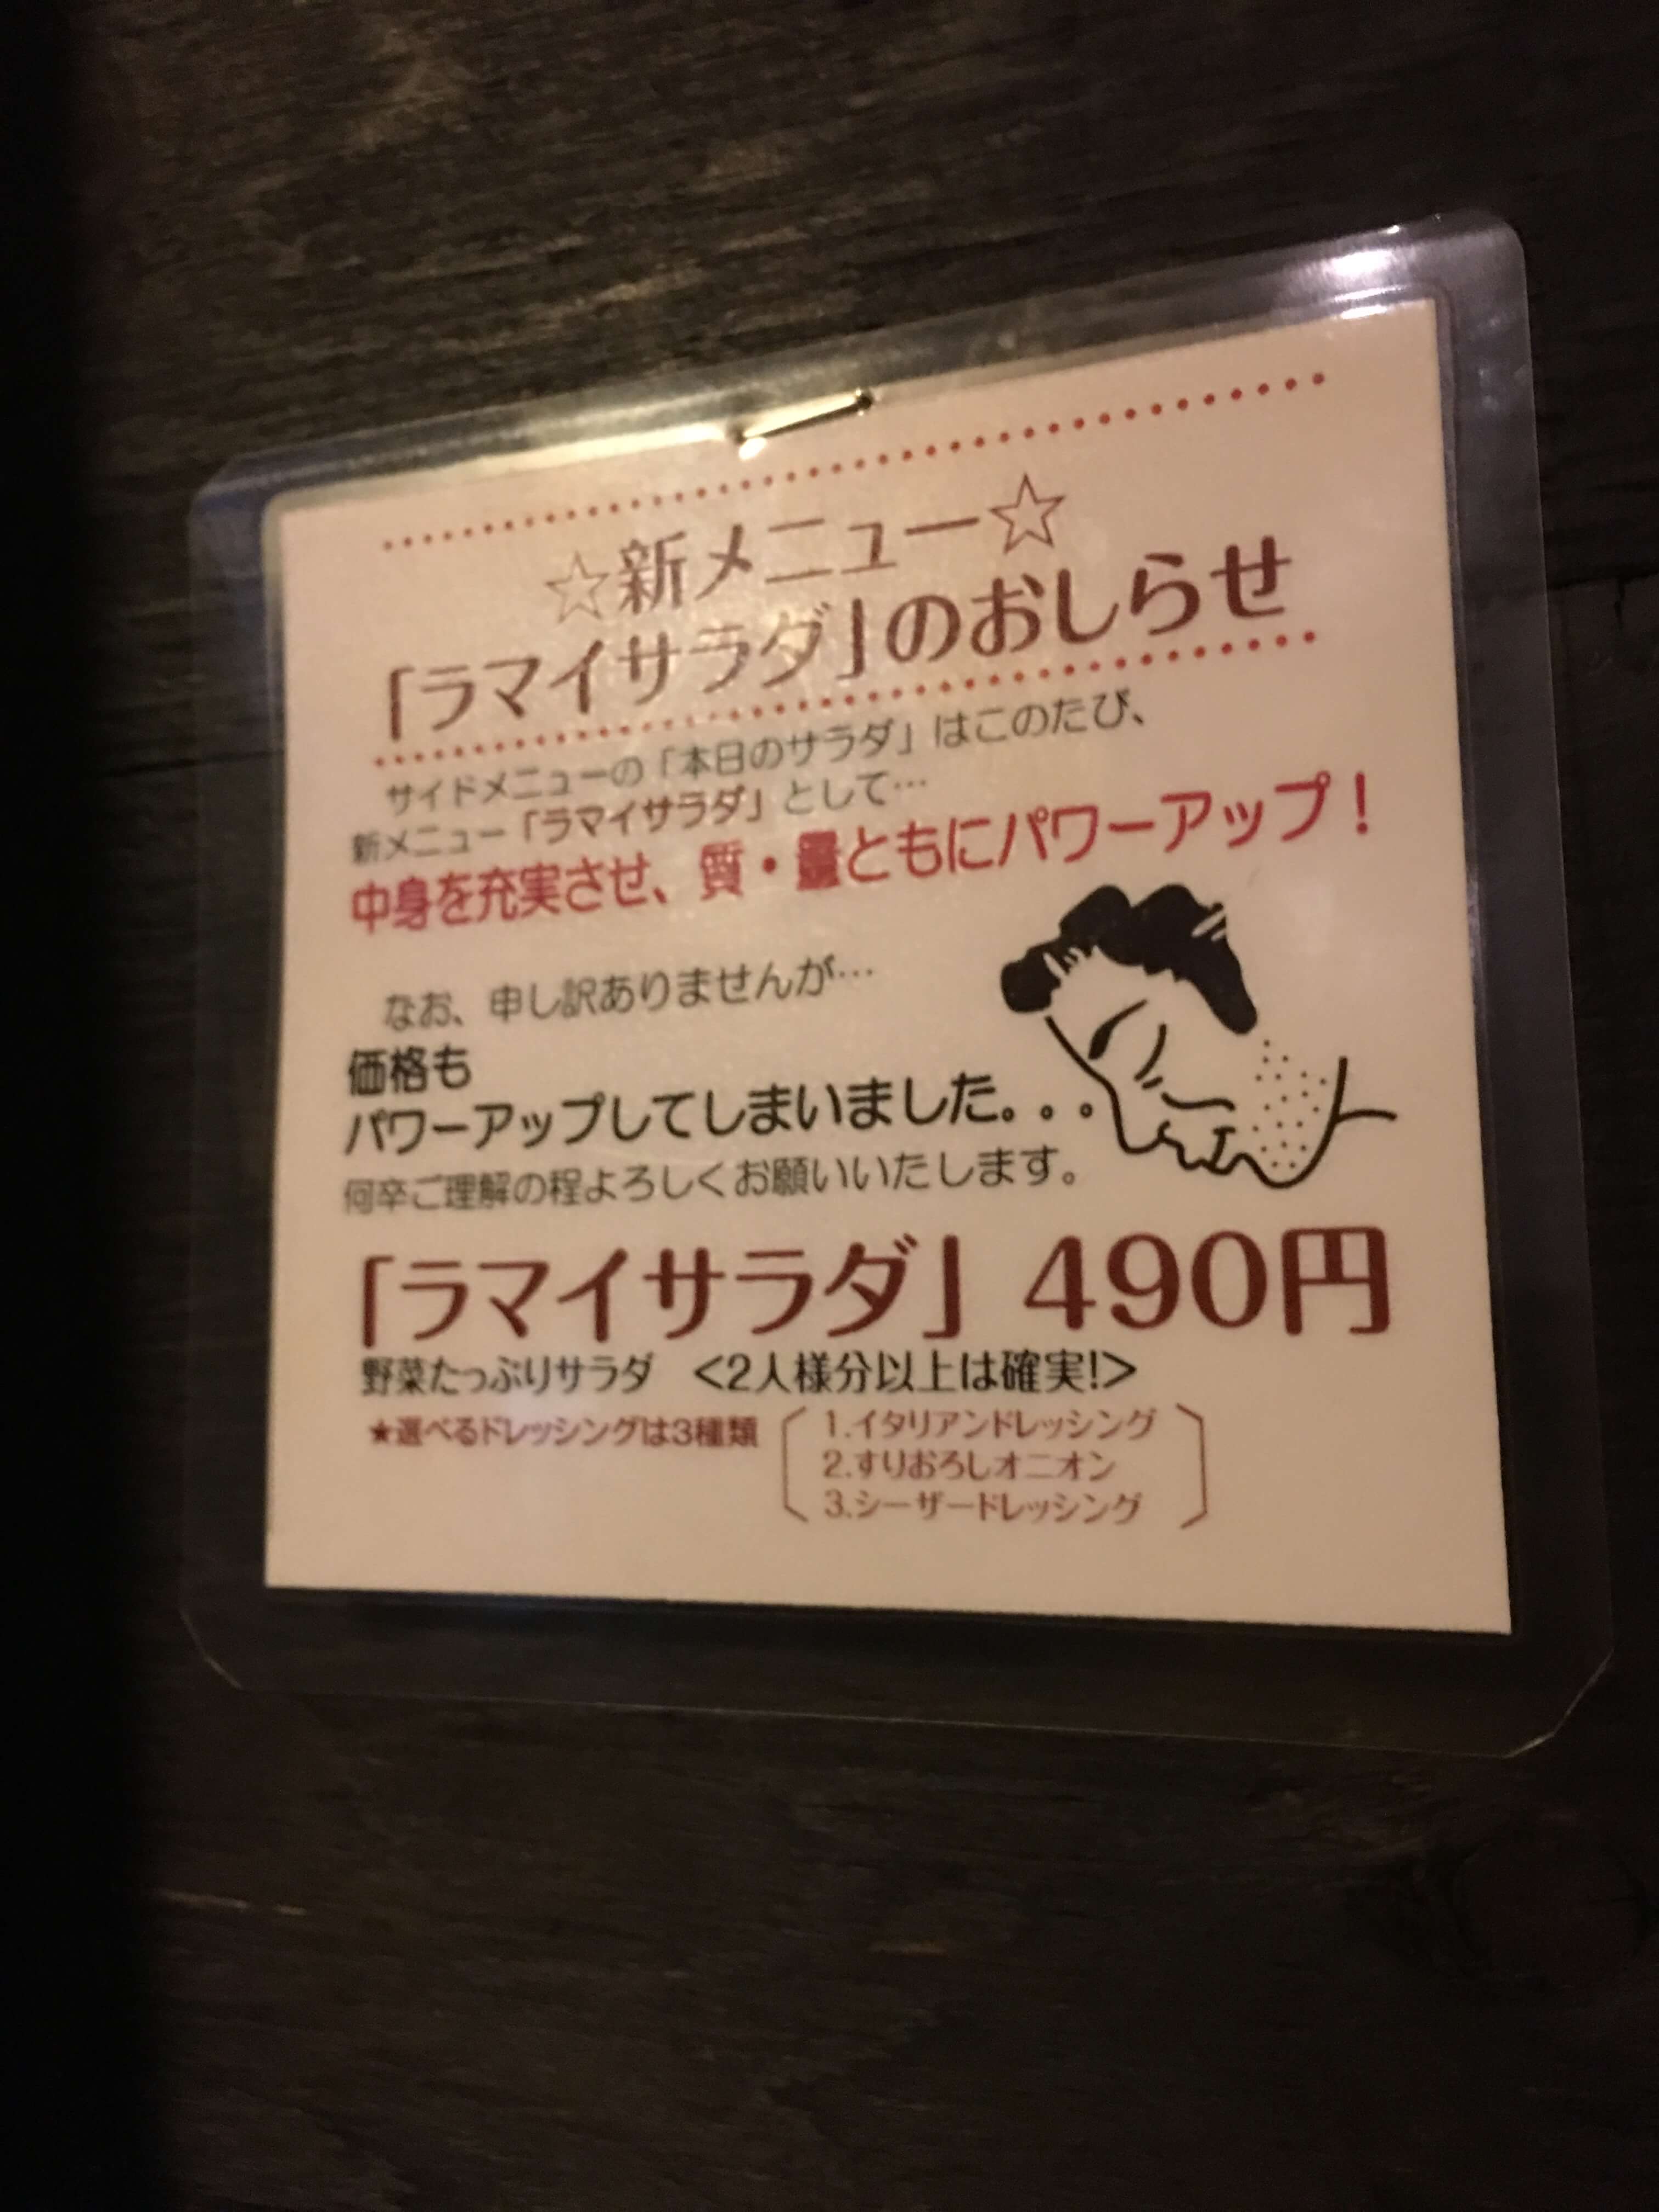 ☆新メニュー☆
「ラマイサラダ」のおしらせ
サイドメニューの「本日のサラダ」はこのたび、
新メニュー「ラマイサラダ」として…
中身を充実させ、質・量ともにパワーアップ!
なお、申し訳ありませんが…
価格も
パワーアップしてしまいました。。。
何卒ご理解の程よろしくお願いいたします。
「ラマイサラダ」 490円
野菜たっぷりサラダ <2人様分以上は確実!>
★選べるドレッシングは3種類
1.イタリアンドレッシング
2.すりおろしオニオン
3.シーザードレッシング